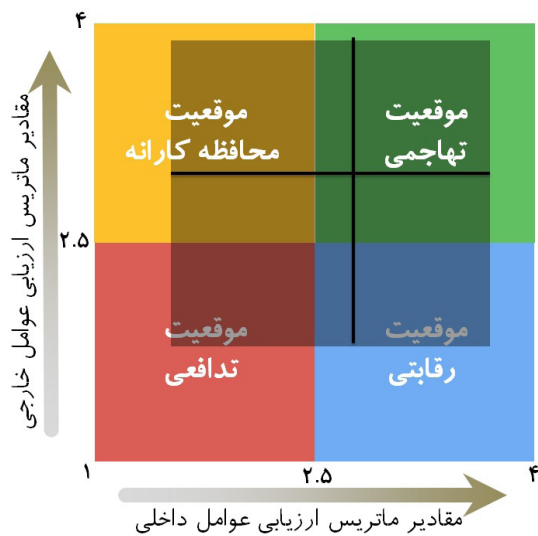 ۴
موقعیت
تهاجمی
موقعیت
محافظه کارانه
۲.۵
موقعیت
رقابتی
موقعیت
تدافعی
۱
۲.۵
۴
مقادیر ماتریس ارزیابی عوامل خارجی
مقادیر ماتریس ارزیابی عوامل داخلی